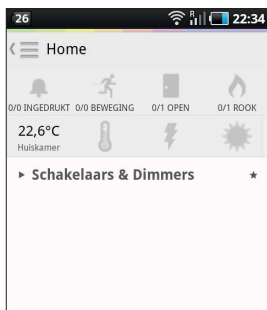 26 R 22:34
Home
0/0 INGEDRUKT 0/0 BEWEGING 0/1 OPEN 0/1 ROOK
22,6°C
Huiskamer
Schakelaars & Dimmers